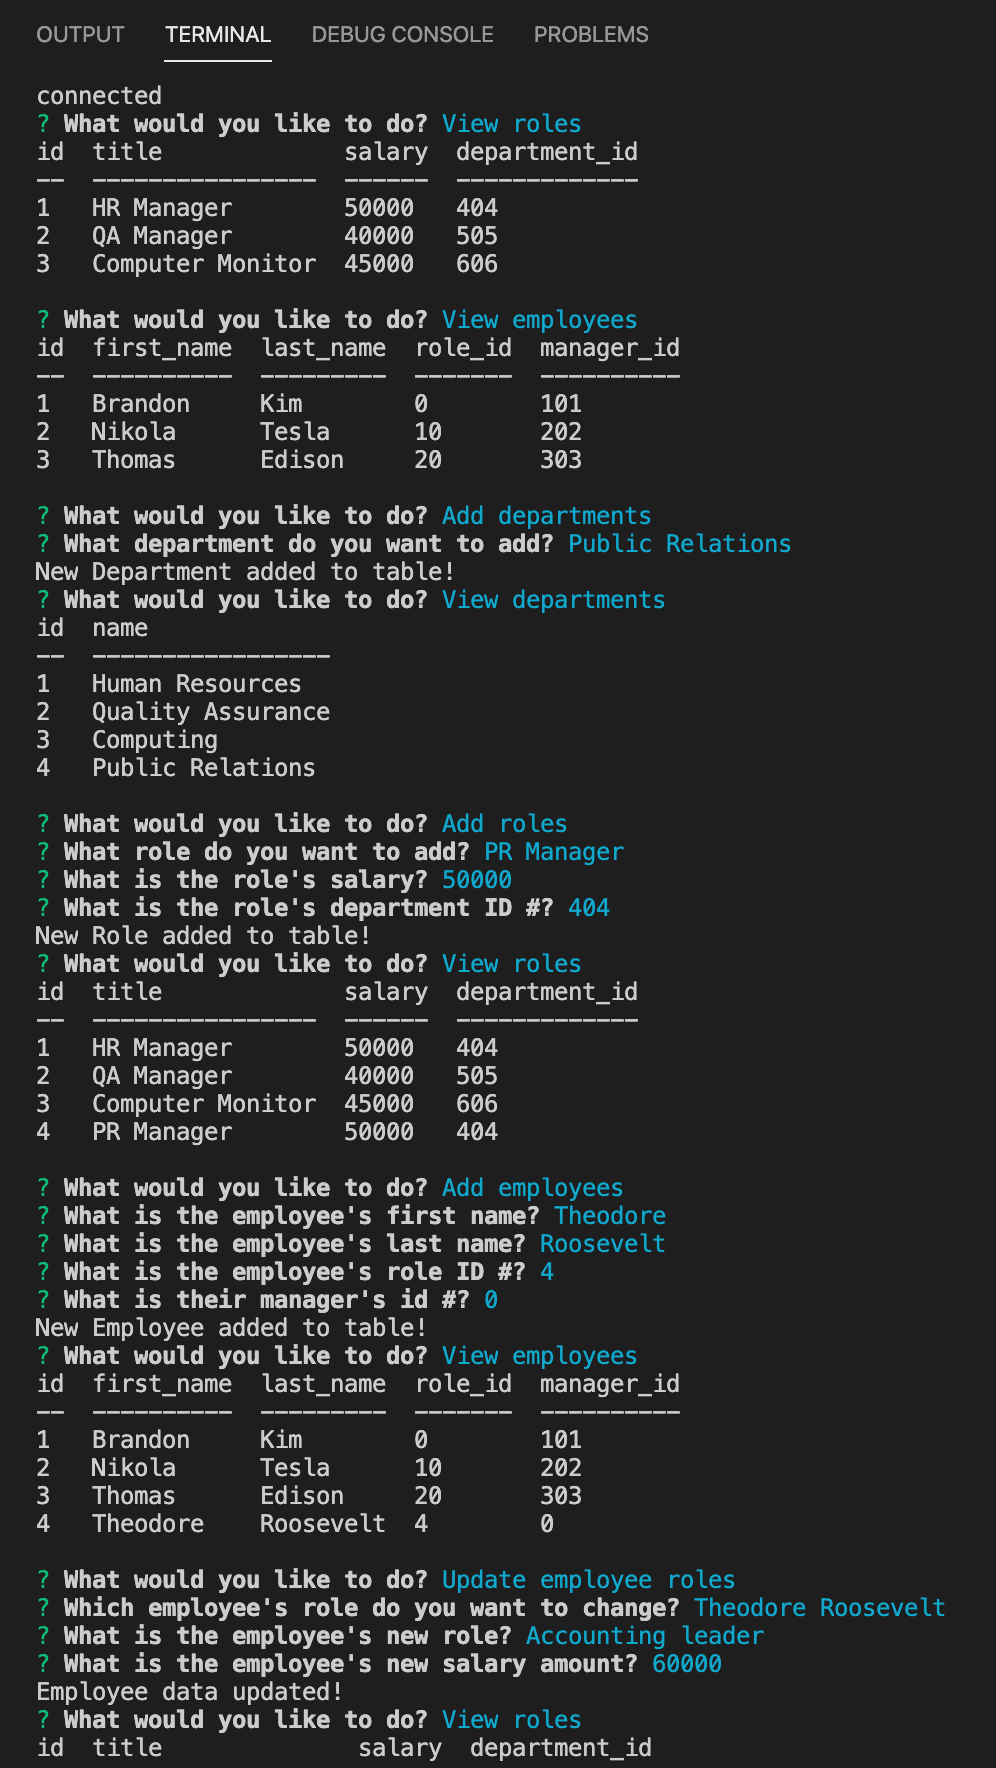 OUTPUT TERMINAL DEBUG CONSOLE PROBLEMS
connected
? What would you like to do? View roles
id  title             salary  department_id
--  ----------------  ------  -------------
1   HR Manager        50000   404
2   QA Manager        40000   505
3   Computer Monitor  45000   606
? What would you like to do? View employees
id  first_name  last_name  role_id  manager_id
--  ----------  ---------  -------  ----------
1   Brandon     Kim        0        101
2   Nikola      Tesla      10       202
3   Thomas      Edison     20       303
? What would you like to do? Add departments
? What department do you want to add? Public Relations
New Department added to table!
? What would you like to do? View departments
id  name
--  -----------------
1   Human Resources
2   Quality Assurance
3   Computing
4   Public Relations
? What would you like to do? Add roles
? What role do you want to add? PR Manager
? What is the role's salary? 50000
? What is the role's department ID #? 404
New Role added to table!
? What would you like to do? View roles
id  title             salary  department_id
--  ----------------  ------  -------------
1   HR Manager        50000   404
2   QA Manager        40000   505
3   Computer Monitor  45000   606
4   PR Manager        50000   404
? What would you like to do? Add employees
? What is the employee's first name? Theodore
? What is the employee's last name? Roosevelt
? What is the employee's role ID #? 4
? What is their manager's id #? 0
New Employee added to table!
? What would you like to do? View employees
id  first_name  last_name  role_id  manager_id
--  ----------  ---------  -------  ----------
1   Brandon     Kim        0        101
2   Nikola      Tesla      10       202
3   Thomas      Edison     20       303
4   Theodore    Roosevelt  4        0
? What would you like to do? Update employee roles
? Which employee's role do you want to change? Theodore Roosevelt
? What is the employee's new role? Accounting leader
? What is the employee's new salary amount? 60000
Employee data updated!
? What would you like to do? View roles
id  title              salary  department_id